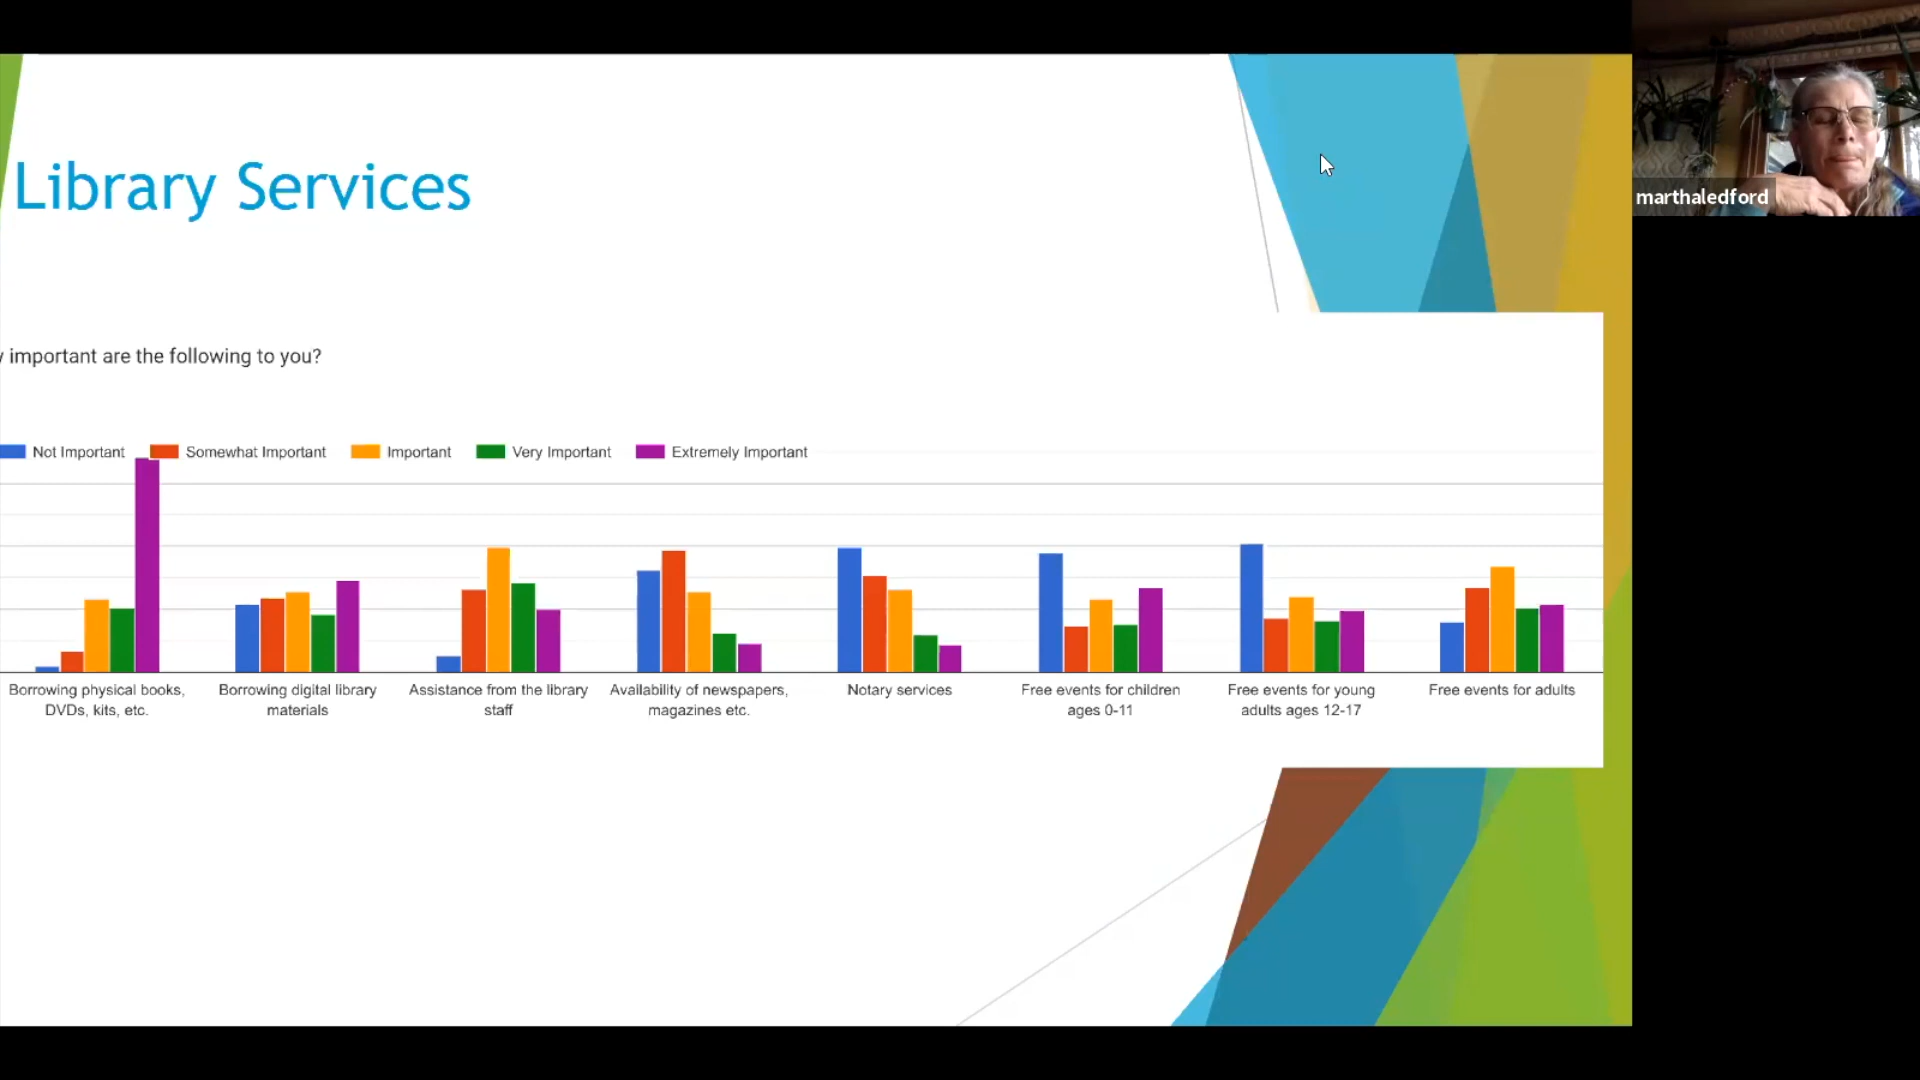 Library Services
important are the following to you?
Not Important Somewhat Important Important Very Important Extremely Important
Borrowing physical books, DVDs, kits, etc.
Borrowing digital library materials
Assistance from the library staff
Availability of newspapers, magazines etc.
Notary services
Free events for children ages 0-11
Free events for young adults ages 12-17
Free events for adults
marthaledford